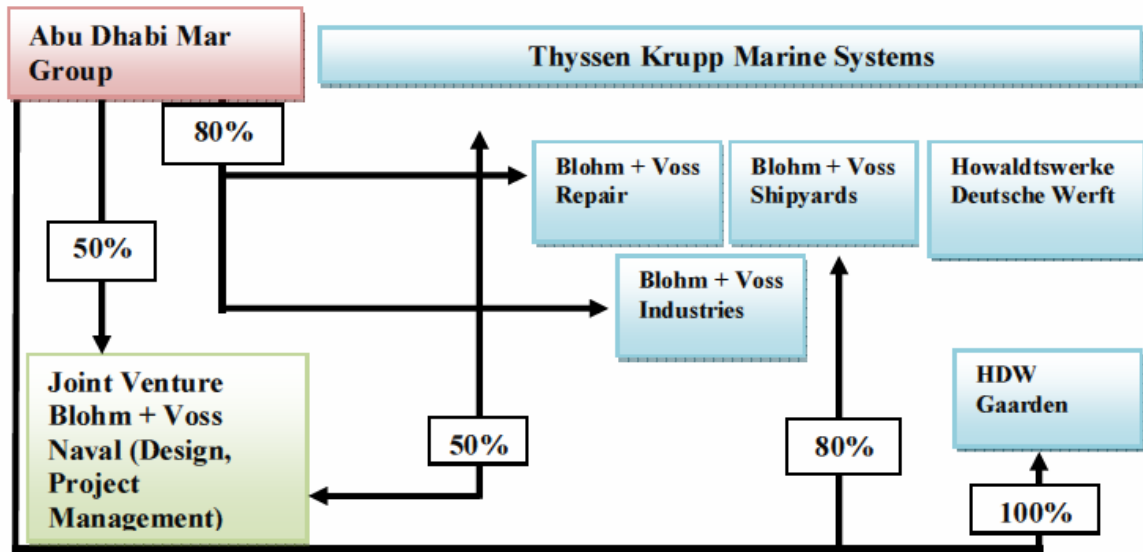 Abu Dhabi Mar
Group
Thyssen Krupp Marine Systems
80%
Blohm + Voss
Repair
Blohm + Voss
Shipyards
Howaldtswerke
Deutsche Werft
50%
Blohm + Voss
Industries
Joint Venture
Blohm + Voss
Naval (Design,
Project
Management)
HDW
Gaarden
50%
80%
100%